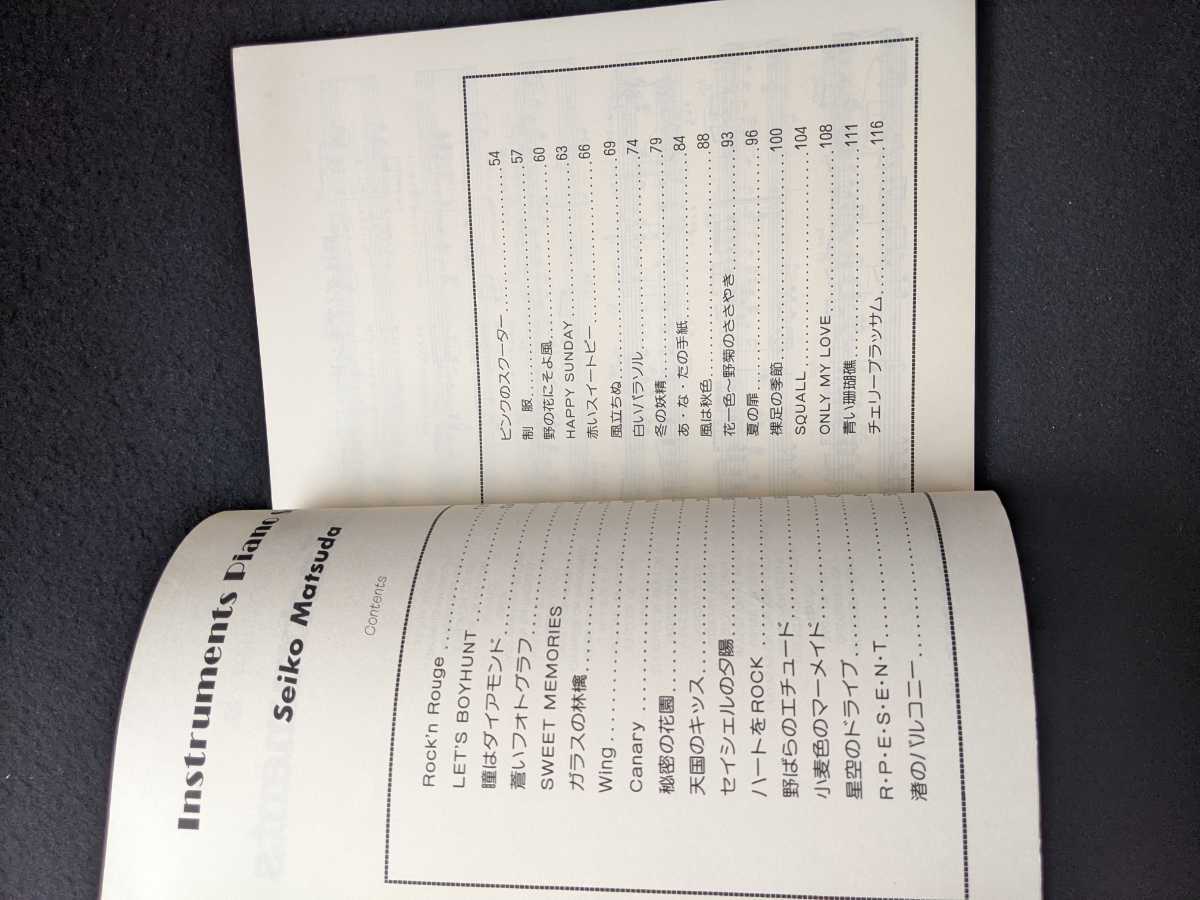 Instruments Piano
Seiko Matsuda
Contents
Rock'n Rouge
LET'S BOYHUNT
瞳はダイアモンド
蒼いフォトグラフ
SWEET MEMORIES
ガラスの林檎
Wing
Canary
秘密の花園
天国のキッス
セイシェルの夕陽
ハートをROCK
野ばらのエチュード
小麦色のマーメイド
星空のドライブ
R・P・E・S・E・N・T
渚のバルコニー
ピンクのスクーター 54
制 服 57
野の花にそよ風 60
HAPPY SUNDAY 63
赤いスイートピー 66
風立ちぬ 69
白いパラソル 74
冬の妖精 79
あ・な・たの手紙 84
風は秋色 88
花一色〜野菊のささやき 93
夏の扉 96
裸足の季節 100
SQUALL 104
ONLY MY LOVE 108
青い珊瑚礁 111
チェリーブラッサム 116